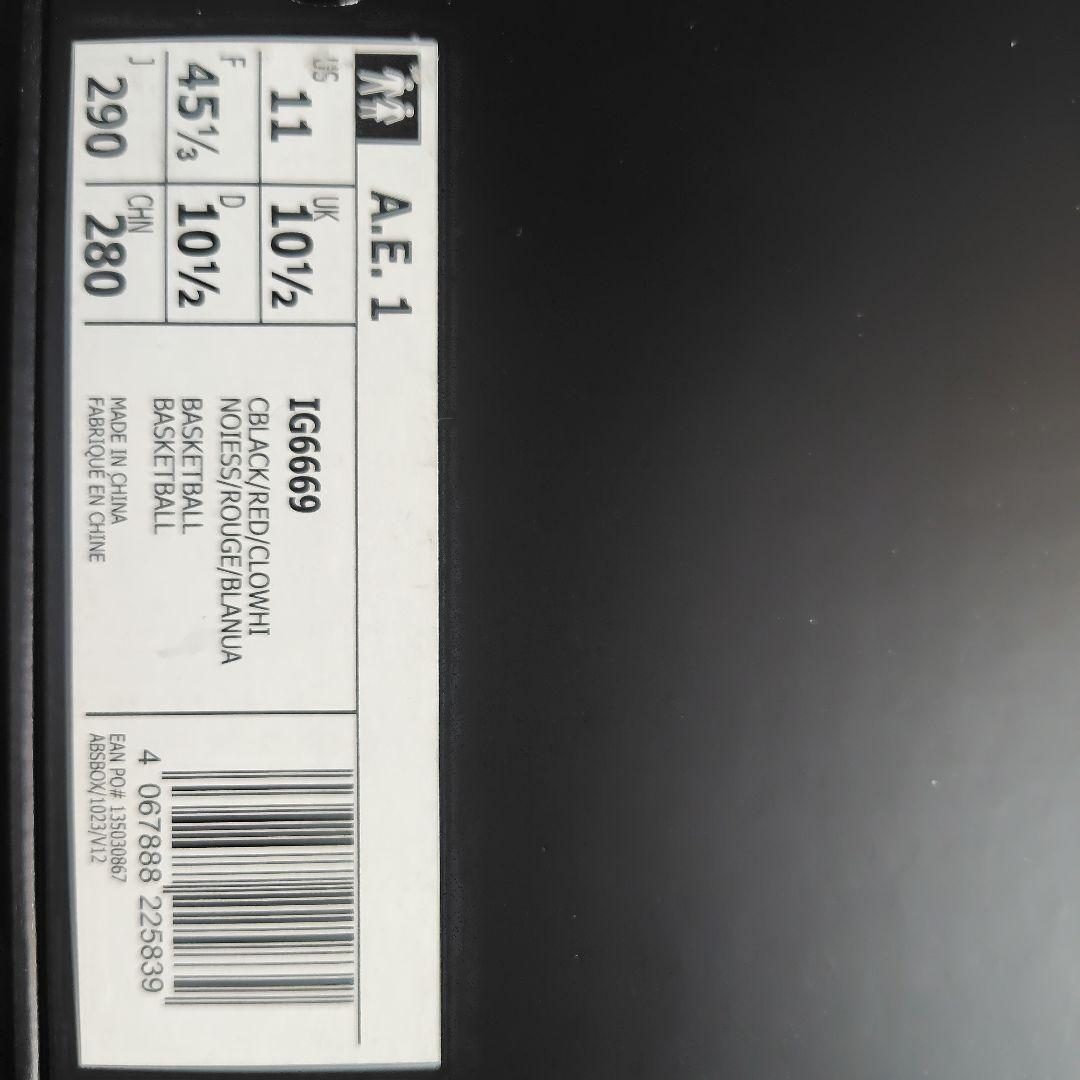 A.E. 1
US 11 UK 10½
F 45⅓ D 10½
J 290 CHN 280
IG6669
CBLACK/RED/CLOWHI
NOIESS/ROUGE/BLANUA
BASKETBALL
BASKETBALL
MADE IN CHINA
FABRIQUÉ EN CHINE
4 067888 225839
EAN PO# 135030867
ABSBOX/1023/V12